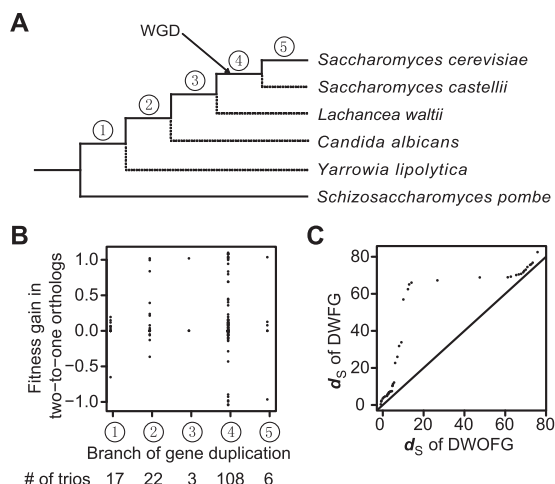 A
WGD
① ② ③ ④ ⑤
Saccharomyces cerevisiae
Saccharomyces castellii
Lachancea waltii
Candida albicans
Yarrowia lipolytica
Schizosaccharomyces pombe
B
Fitness gain in
two−to−one orthologs
1.0
0.5
0.0
−0.5
−1.0
① ② ③ ④ ⑤
Branch of gene duplication
# of trios 17 22 3 108 6
C
dS of DWFG
80
60
40
20
0
0 20 40 60 80
dS of DWOFG